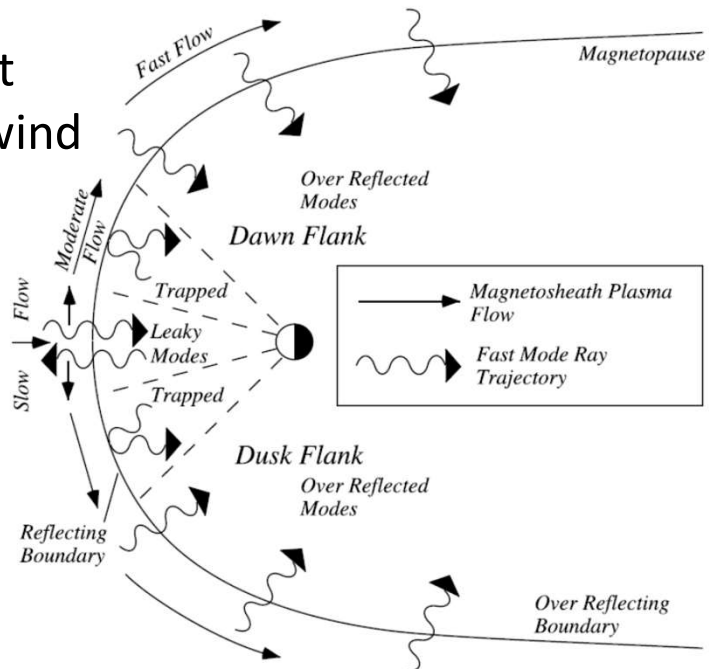 t
wind
Fast Flow
Magnetopause
Over Reflected
Modes
Dawn Flank
Moderate
Flow
Trapped
Flow
Slow
Leaky
Modes
Trapped
Magnetosheath Plasma
Flow
Fast Mode Ray
Trajectory
Dusk Flank
Over Reflected
Modes
Reflecting
Boundary
Over Reflecting
Boundary